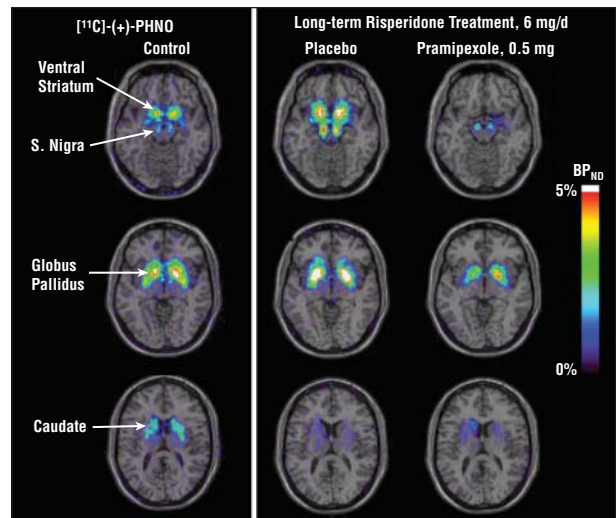 [¹¹C]-(+)-PHNO
Control
Long-term Risperidone Treatment, 6 mg/d
Placebo
Pramipexole, 0.5 mg
Ventral
Striatum
S. Nigra
Globus
Pallidus
Caudate
BP_ND
5%
0%